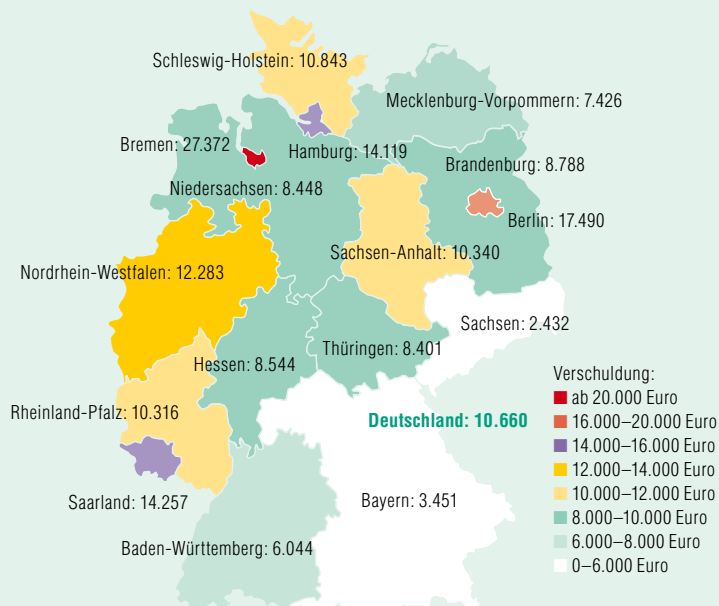 Schleswig-Holstein: 10.843
Mecklenburg-Vorpommern: 7.426
Bremen: 27.372
Hamburg: 14.119
Brandenburg: 8.788
Niedersachsen: 8.448
Berlin: 17.490
Sachsen-Anhalt: 10.340
Nordrhein-Westfalen: 12.283
Sachsen: 2.432
Thüringen: 8.401
Hessen: 8.544
Rheinland-Pfalz: 10.316
Deutschland: 10.660
Saarland: 14.257
Bayern: 3.451
Baden-Württemberg: 6.044
Verschuldung:
ab 20.000 Euro
16.000–20.000 Euro
14.000–16.000 Euro
12.000–14.000 Euro
10.000–12.000 Euro
8.000–10.000 Euro
6.000–8.000 Euro
0–6.000 Euro